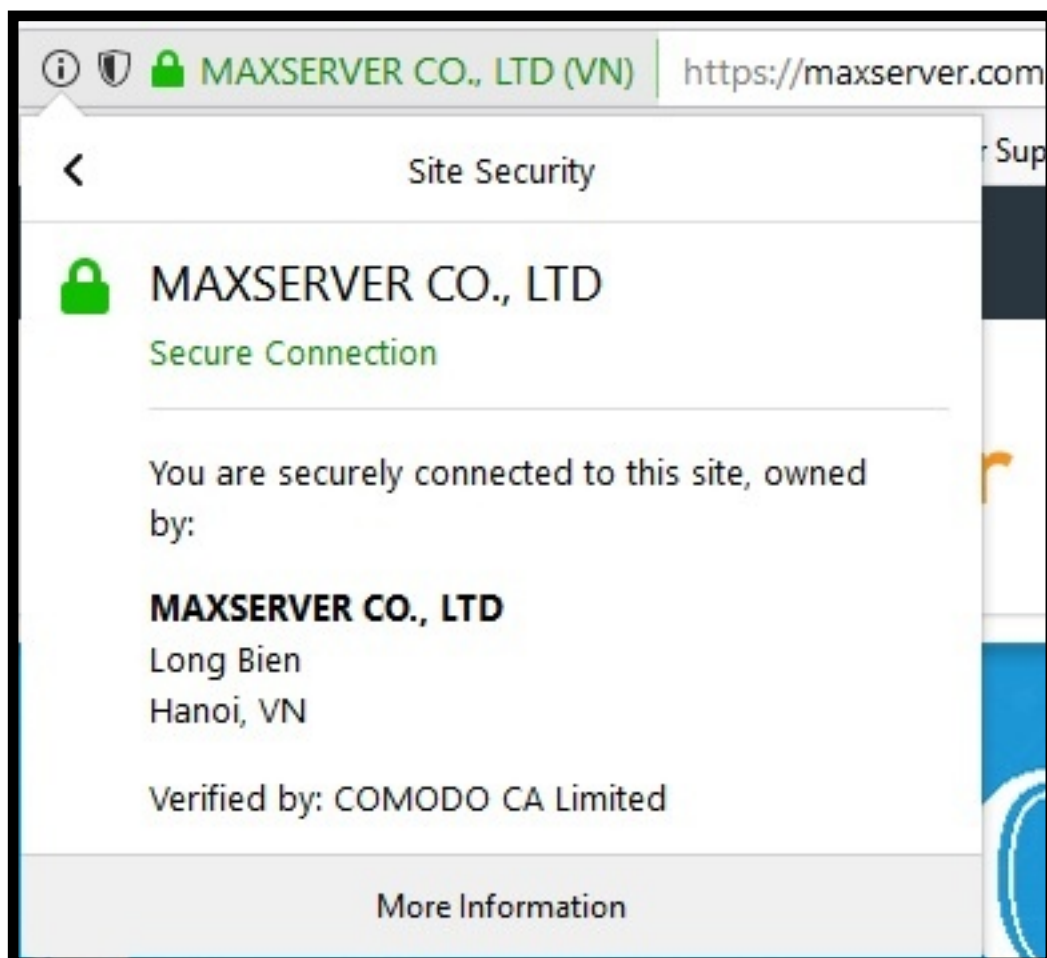 MAXSERVER CO., LTD (VN) https://maxserver.com
r Sup
Site Security
MAXSERVER CO., LTD
Secure Connection
You are securely connected to this site, owned
by:
r
MAXSERVER CO., LTD
Long Bien
Hanoi, VN
Verified by: COMODO CA Limited
More Information